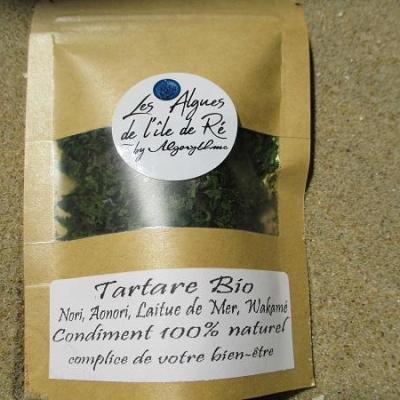 Les Algues
de l'île de Ré
by Algorythme
Tartare Bio
Nori, Aonori, Laitue de Mer, Wakamé
Condiment 100% naturel
complice de votre bien-être